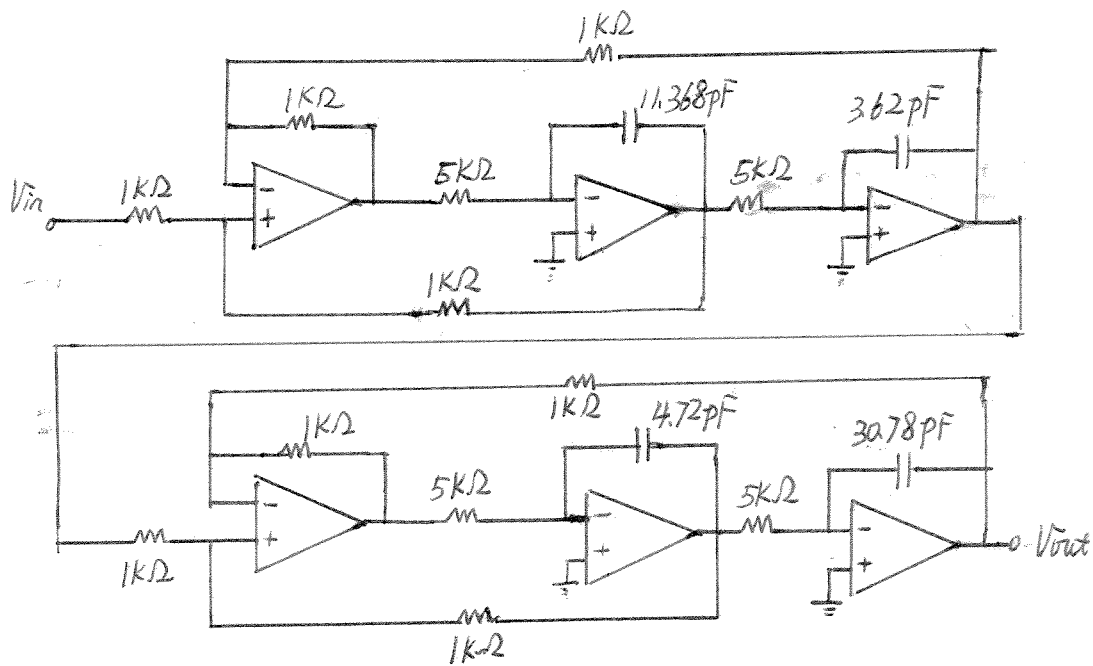 1KΩ
1KΩ
11.368pF
3.62pF
Vin
1KΩ
5KΩ
5KΩ
-
+
-
+
-
+
1KΩ
1KΩ
1KΩ
4.72pF
30.78pF
5KΩ
5KΩ
-
+
-
+
-
+
Vout
1KΩ
1KΩ